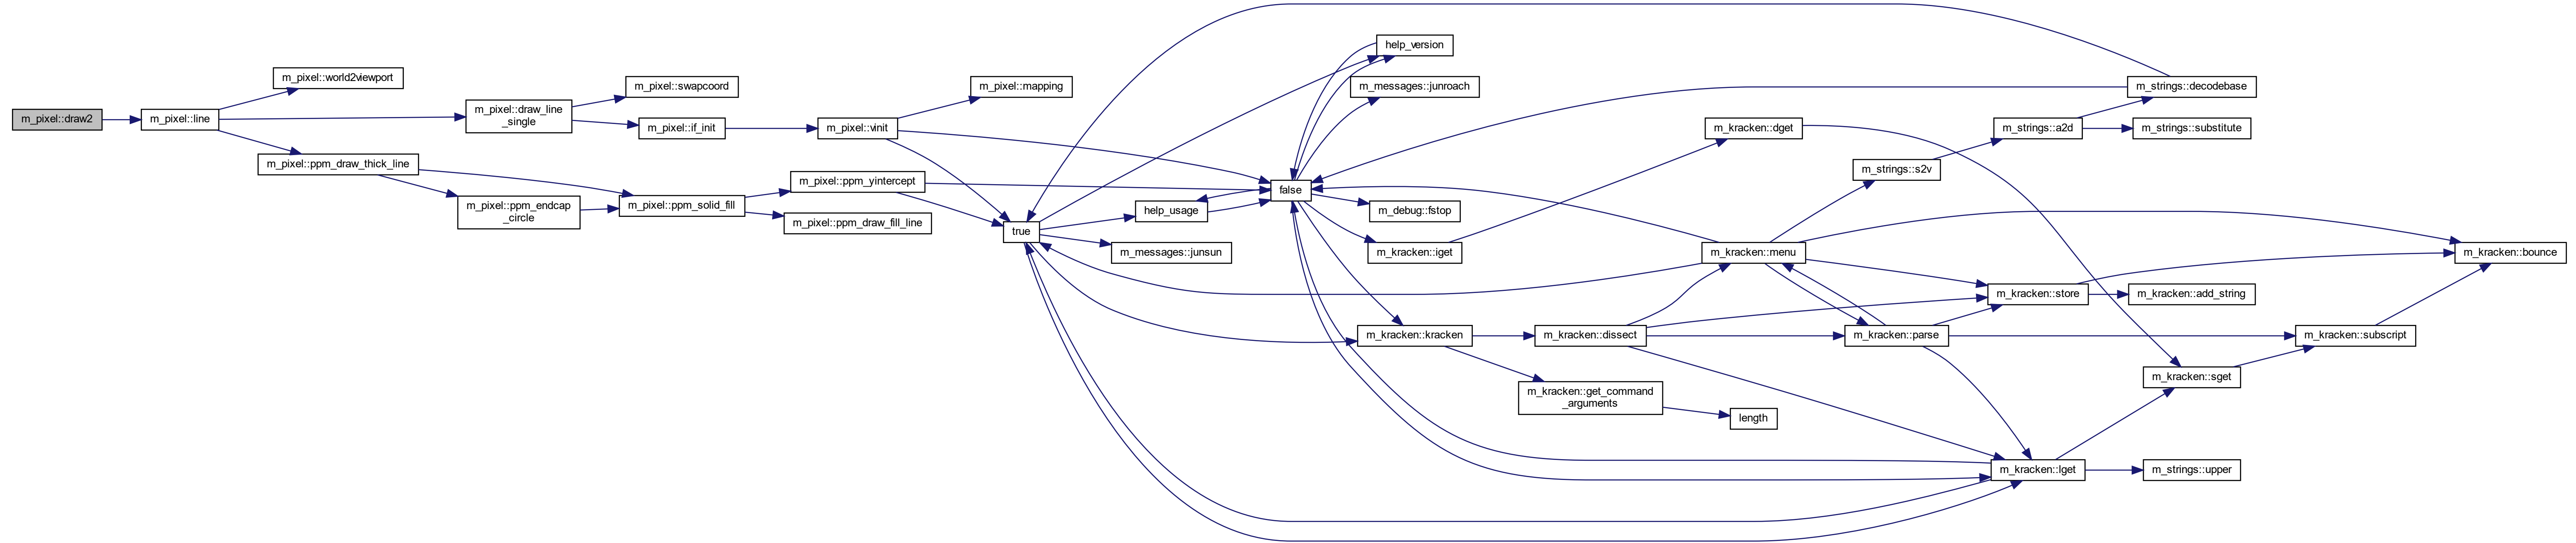 m_pixel::draw2
m_pixel::line
m_pixel::world2viewport
m_pixel::draw_line
_single
m_pixel::ppm_draw_thick_line
m_pixel::ppm_endcap
_circle
m_pixel::swapcoord
m_pixel::if_init
m_pixel::ppm_solid_fill
m_pixel::vinit
m_pixel::ppm_yintercept
m_pixel::ppm_draw_fill_line
m_pixel::mapping
true
help_usage
m_messages::junsun
false
help_version
m_messages::junroach
m_debug::fstop
m_kracken::iget
m_kracken::kracken
m_kracken::dissect
m_kracken::get_command
_arguments
length
m_kracken::dget
m_kracken::menu
m_kracken::parse
m_strings::s2v
m_strings::a2d
m_kracken::store
m_kracken::lget
m_strings::decodebase
m_strings::substitute
m_kracken::add_string
m_kracken::sget
m_strings::upper
m_kracken::subscript
m_kracken::bounce